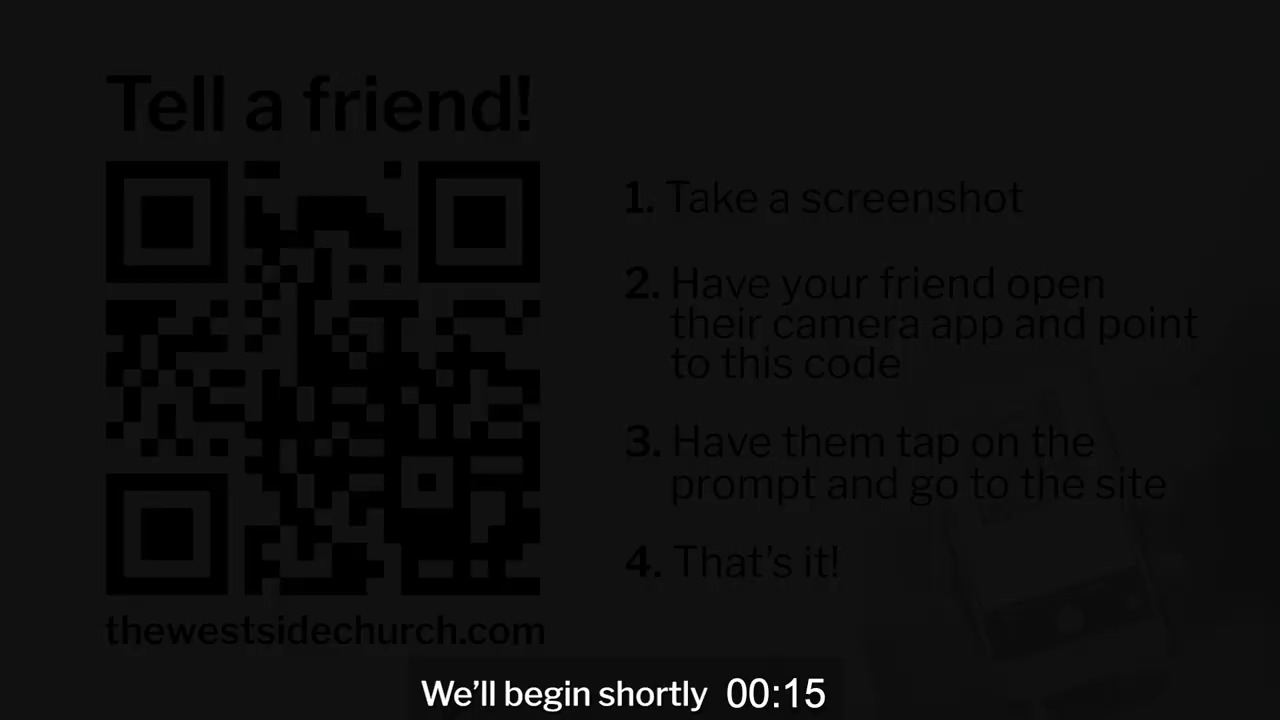 Tell a friend!
1. Take a screenshot
2. Have your friend open
their camera app and point
to this code
3. Have them tap on the
prompt and go to the site
4. That's it!
thewestsidechurch.com
We'll begin shortly 00:15